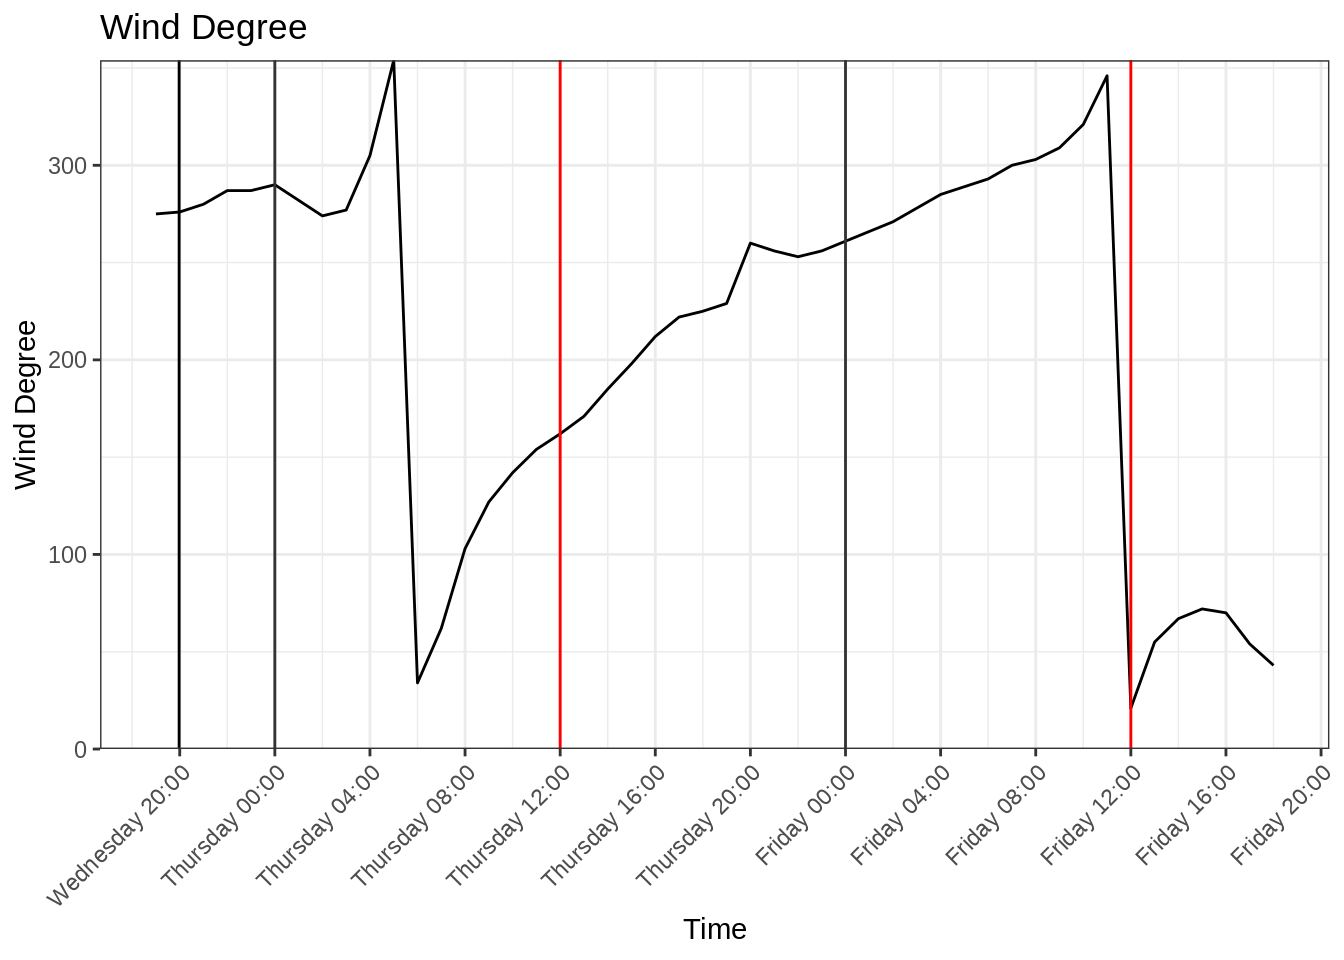 Wind Degree
Wind Degree
300
200
100
0
Wednesday 20:00
Thursday 00:00
Thursday 04:00
Thursday 08:00
Thursday 12:00
Thursday 16:00
Thursday 20:00
Friday 00:00
Friday 04:00
Friday 08:00
Friday 12:00
Friday 16:00
Friday 20:00
Time